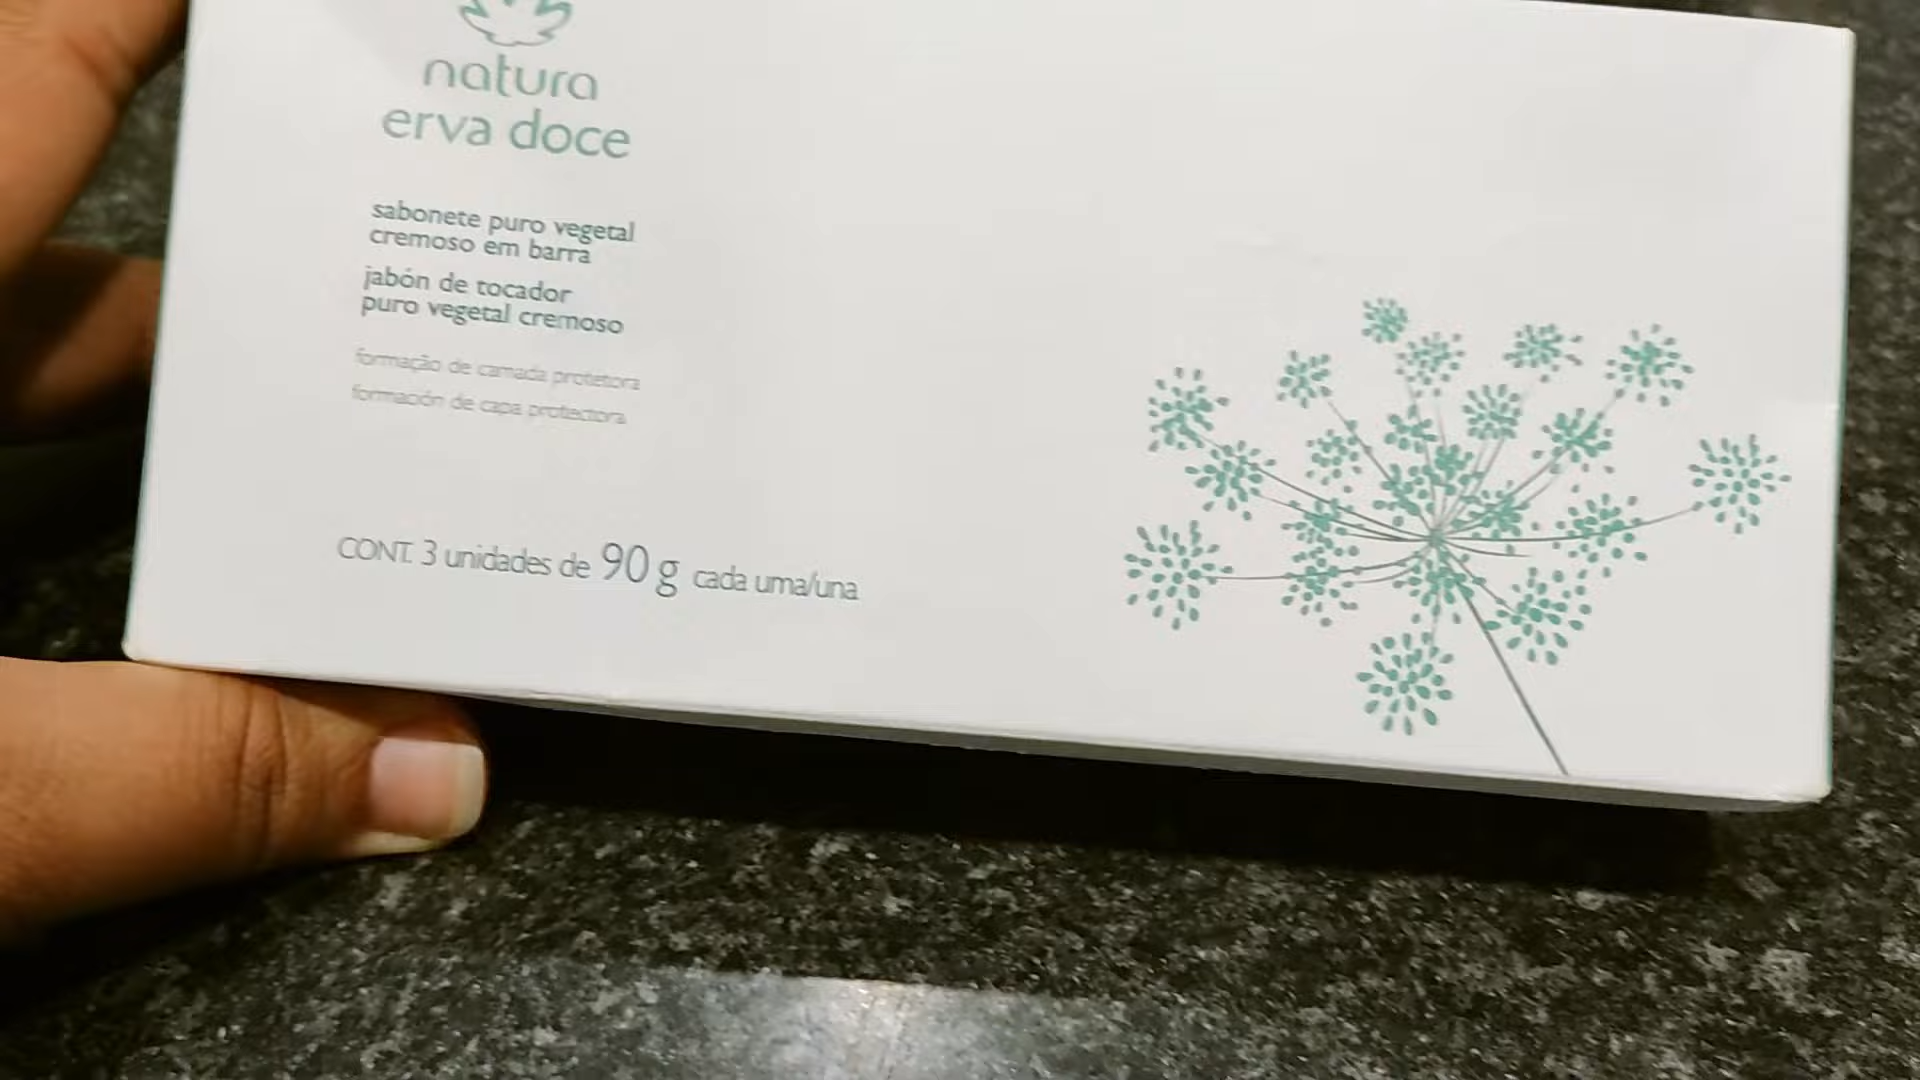 natura
erva doce
sabonete puro vegetal
cremoso em barra
jabón de tocador
puro vegetal cremoso
formação de camada protetora
formación de capa protectora
CONT. 3 unidades de 90 g cada uma/una